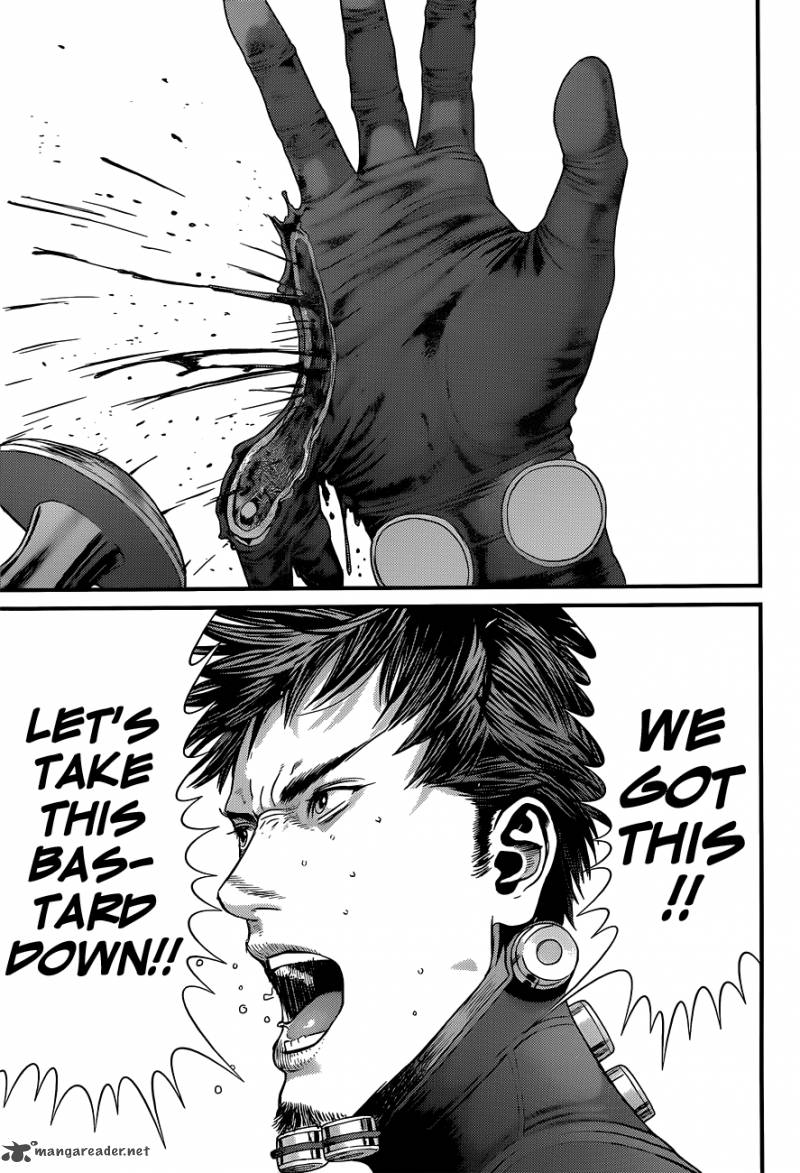 WE
GOT
THIS
!!
LET'S
TAKE
THIS
BAS-
TARD
DOWN!!
mangareader.net